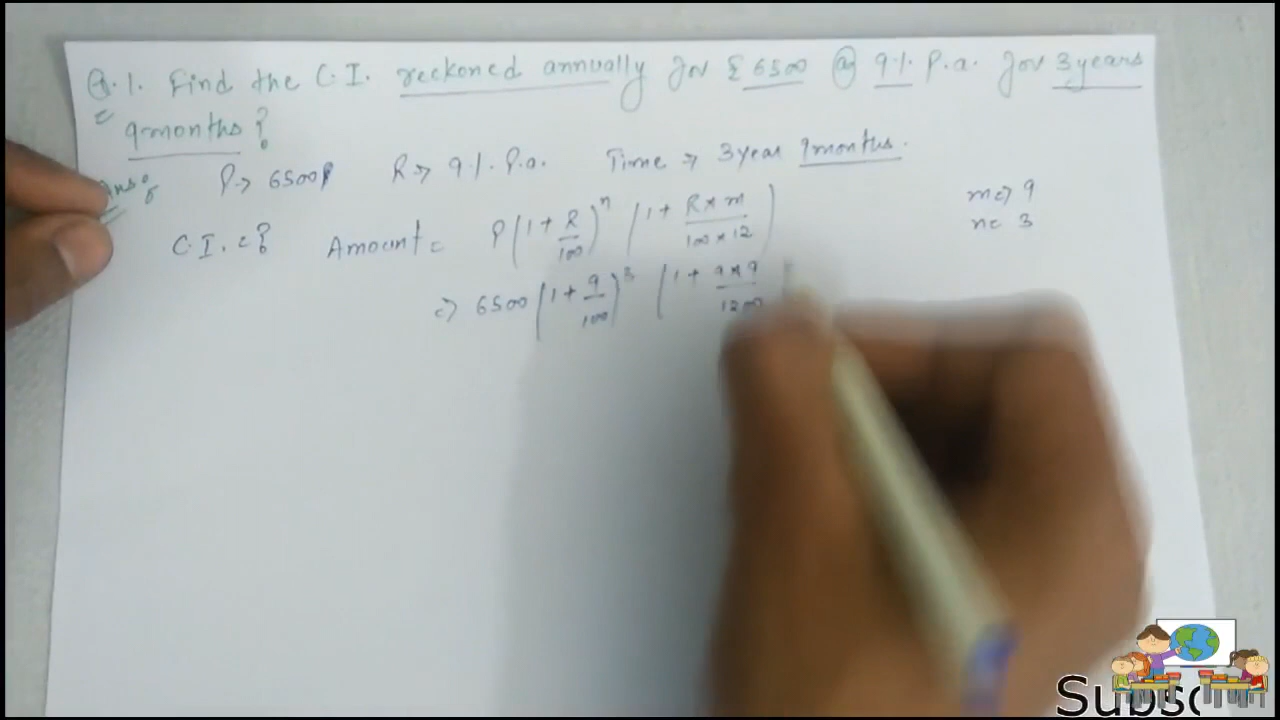 Q.1. Find the C.I. reckoned annually for ₹ 6500 @ 9% P.a. for 3years
9months?
Ans: P → 6500₹ R → 9%. P.a. Time → 3year 9months.
C.I. = ? Amount = P(1 + R/100)^n (1 + R × m/100 × 12) m => 9
n = 3
=> 6500 (1 + 9/100)^3 (1 + 9 × 9/1200
Subsc